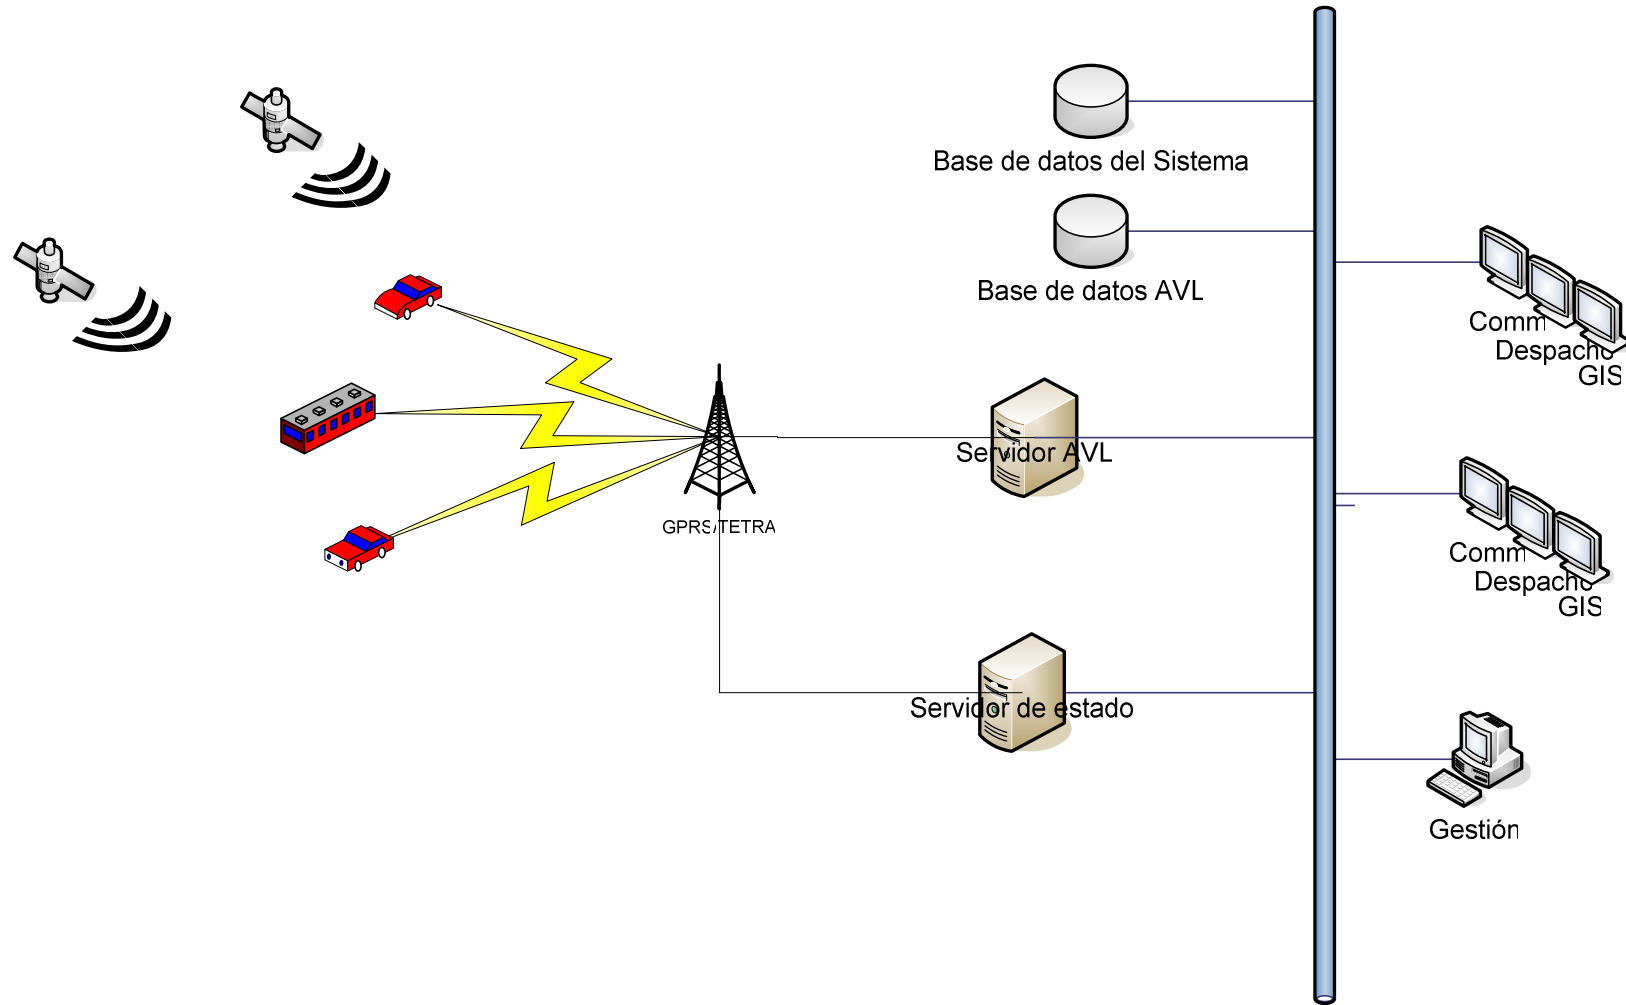 Base de datos del Sistema
Base de datos AVL
Comm
Despacho
GIS
Servidor AVL
GPRS/TETRA
Comm
Despacho
GIS
Servidor de estado
Gestión